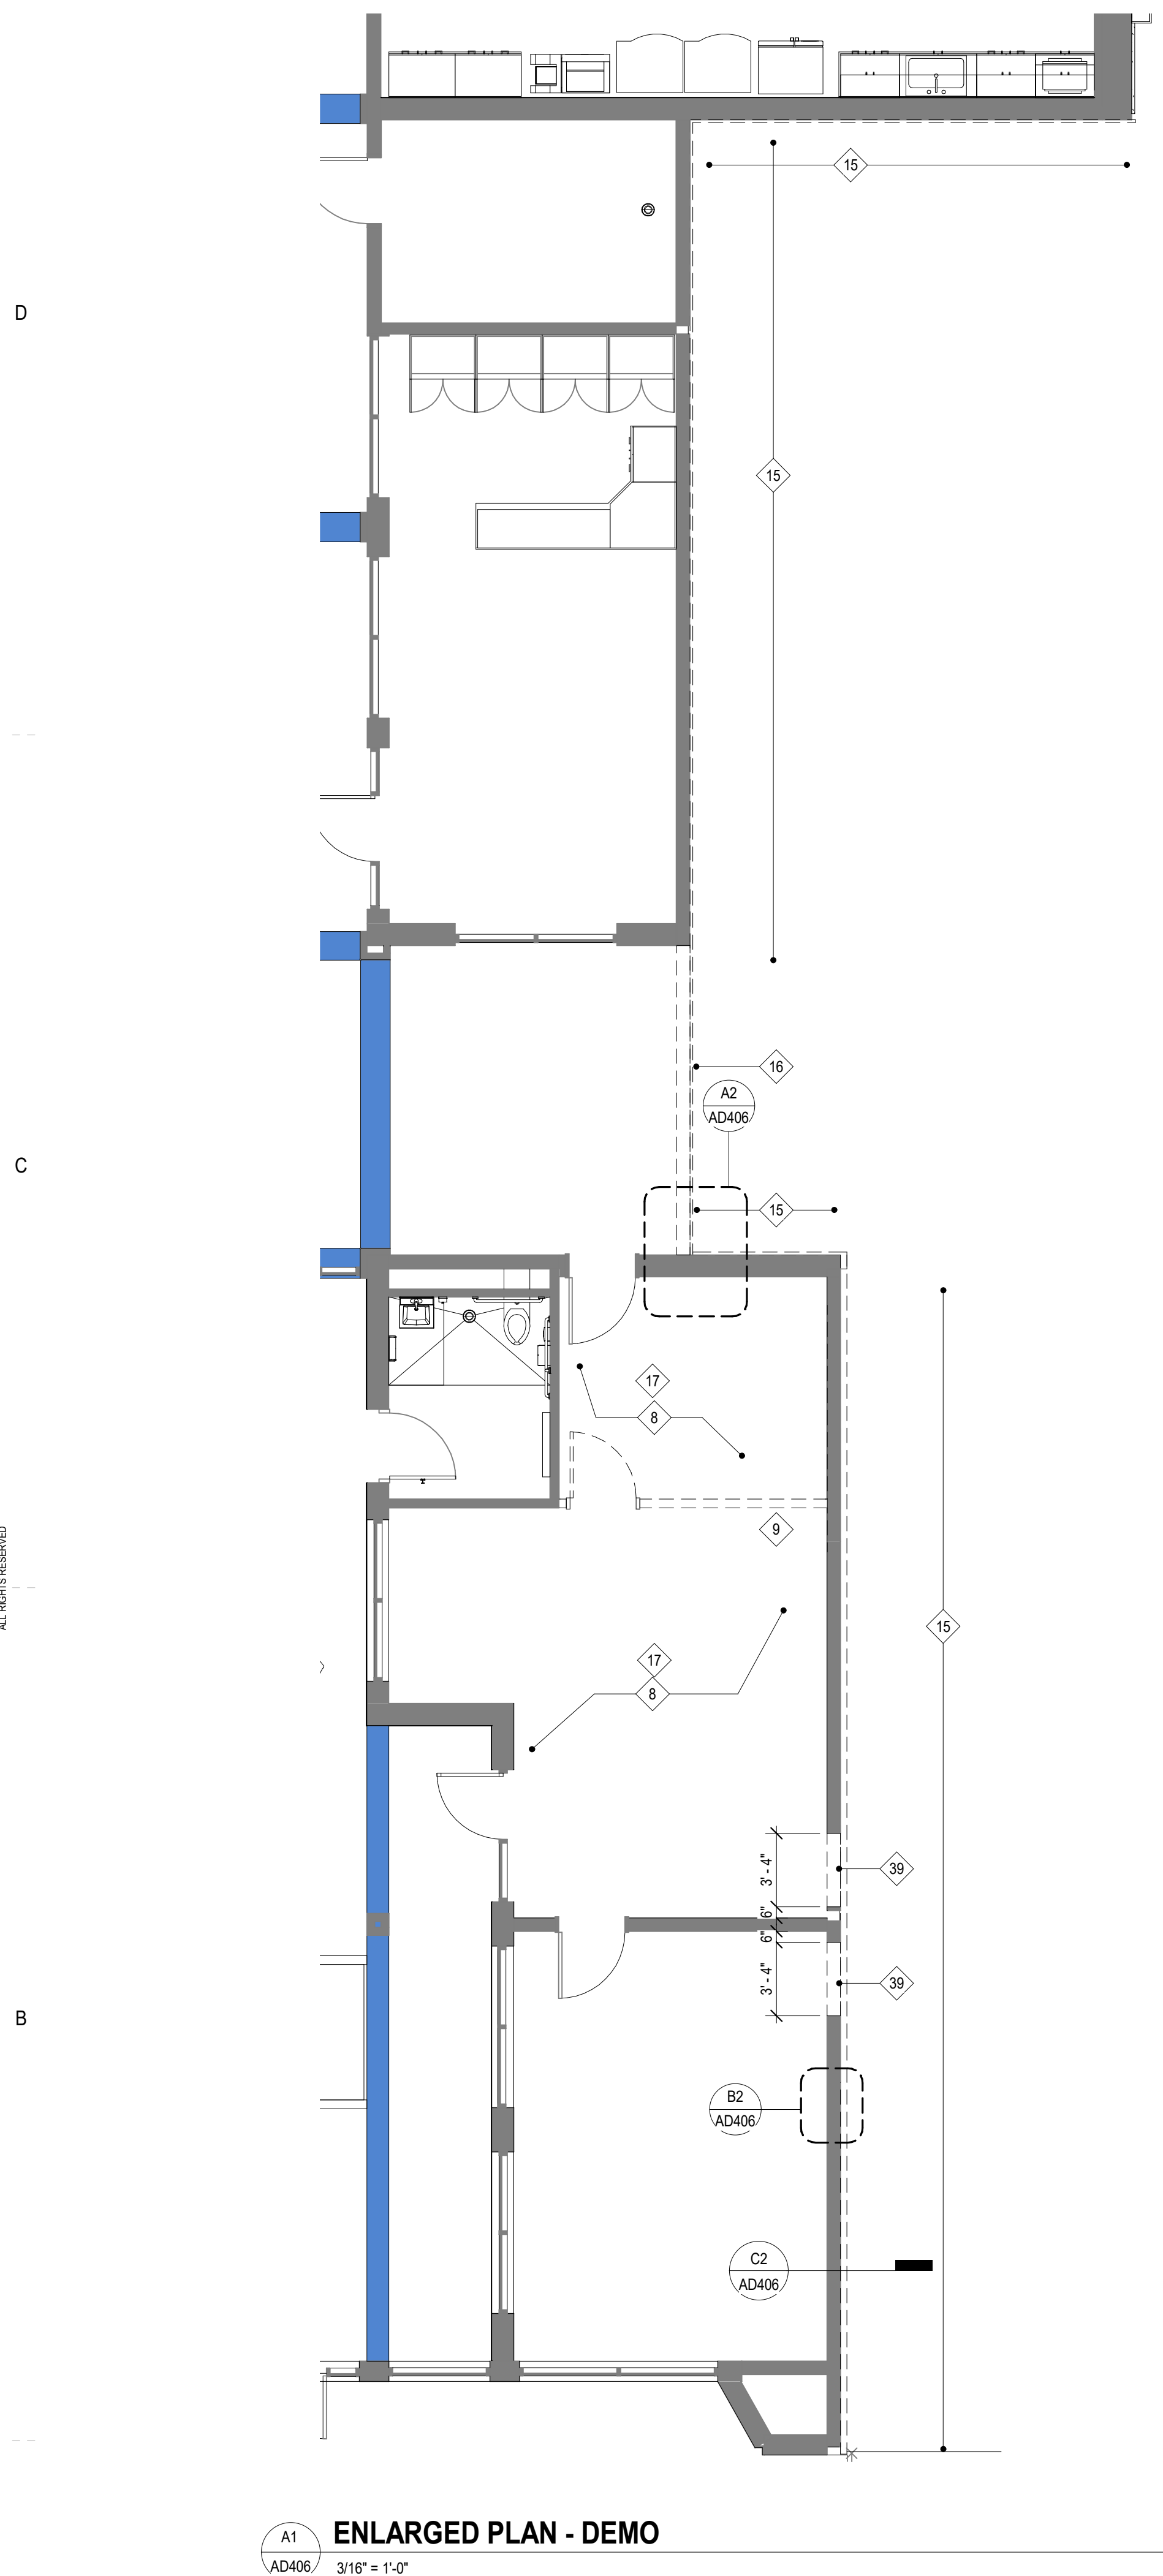 15
D
15
16
A2
AD406
C
15
17
8
9
ALL RIGHTS RESERVED
15
17
8
3' - 4"
39
6"
6"
3' - 4"
39
B
B2
AD406
C2
AD406
A1
AD406
ENLARGED PLAN - DEMO
3/16" = 1'-0"